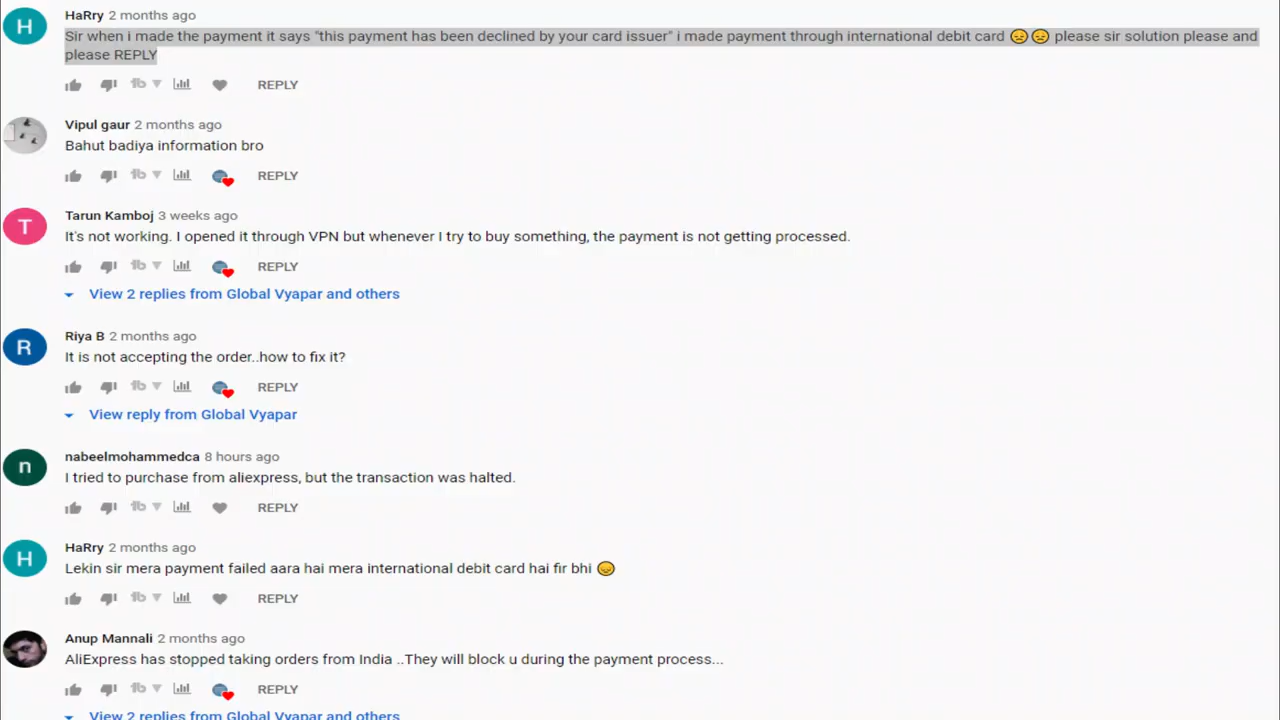 H
HaRry 2 months ago
Sir when i made the payment it says "this payment has been declined by your card issuer" i made payment through international debit card 😞😞 please sir solution please and
please REPLY
REPLY
Vipul gaur 2 months ago
Bahut badiya information bro
REPLY
T
Tarun Kamboj 3 weeks ago
It's not working. I opened it through VPN but whenever I try to buy something, the payment is not getting processed.
REPLY
View 2 replies from Global Vyapar and others
R
Riya B 2 months ago
It is not accepting the order..how to fix it?
REPLY
View reply from Global Vyapar
n
nabeelmohammedca 8 hours ago
I tried to purchase from aliexpress, but the transaction was halted.
REPLY
H
HaRry 2 months ago
Lekin sir mera payment failed aara hai mera international debit card hai fir bhi 😞
REPLY
Anup Mannali 2 months ago
AliExpress has stopped taking orders from India ..They will block u during the payment process...
REPLY
View 2 replies from Global Vyapar and others